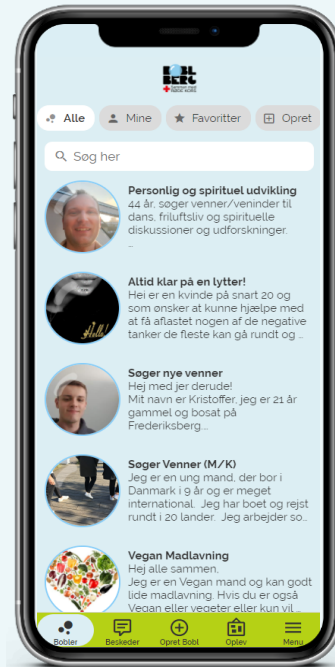 BOBL
BERG
Sammen mod
Alle
Mine
Favoritter
Opret
Søg her
Personlig og spirituel udvikling
44 år, søger venner/veninder til
dans, friluftsliv og spirituelle
diskussioner og udforskninger.
..
Altid klar på en lytter!
Hei er en kvinde på snart 20 og
som ønsker at kunne hjælpe med
at få aflastet nogen af de negative
tanker de fleste kan gå rundt og ..
Hello!
Søger nye venner
Hej med jer derude!
Mit navn er Kristoffer, jeg er 21 år
gammel og bosat på
Frederiksberg...
Søger Venner (M/K)
Jeg er en ung mand, der bor i
Danmark i 9 år og er meget
international. Jeg har boet og rejst
rundt i 20 lander. Jeg arbejder so..
Vegan Madlavning
Hej alle sammen,
Jeg er en Vegan mand og kan godt
lide madlavning. Hvis du er også
Vegan eller vegeter eller kun vil ..
Bobler
Beskeder
Opret Bobl
Oplev
Menu